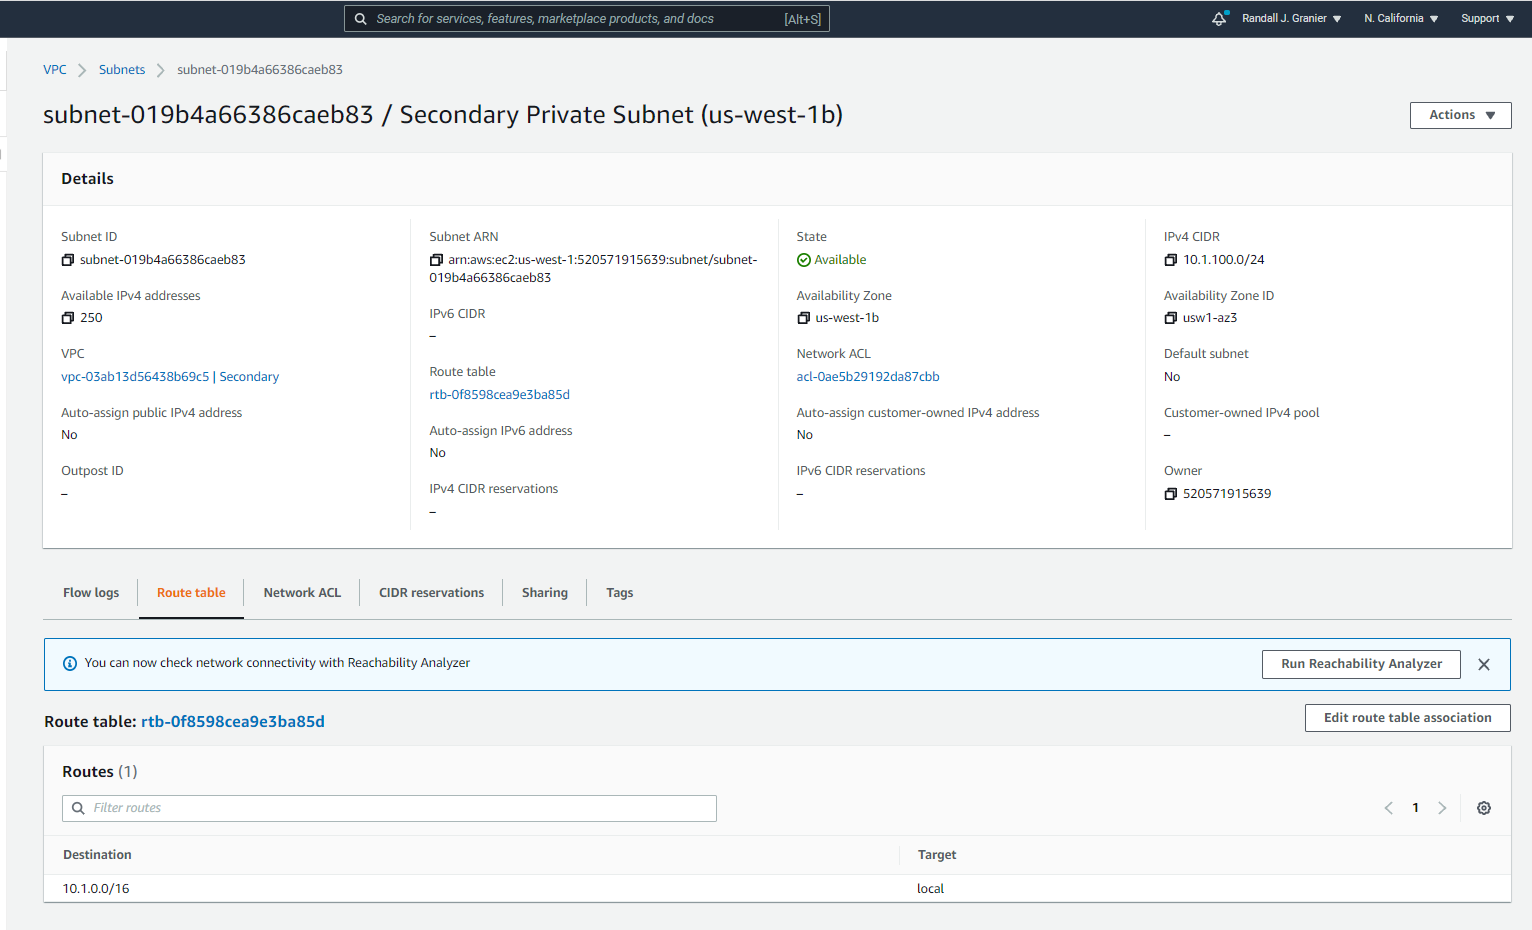 Search for services, features, marketplace products, and docs [Alt+S] Randall J. Granier N. California Support
VPC Subnets subnet-019b4a66386caeb83
subnet-019b4a66386caeb83 / Secondary Private Subnet (us-west-1b)
Actions
Details
Subnet ID
subnet-019b4a66386caeb83
Available IPv4 addresses
250
VPC
vpc-03ab13d56438b69c5 | Secondary
Auto-assign public IPv4 address
No
Outpost ID
–
Subnet ARN
arn:aws:ec2:us-west-1:520571915639:subnet/subnet-
019b4a66386caeb83
IPv6 CIDR
–
Route table
rtb-0f8598cea9e3ba85d
Auto-assign IPv6 address
No
IPv4 CIDR reservations
–
State
Available
Availability Zone
us-west-1b
Network ACL
acl-0ae5b29192da87cbb
Auto-assign customer-owned IPv4 address
No
IPv6 CIDR reservations
–
IPv4 CIDR
10.1.100.0/24
Availability Zone ID
usw1-az3
Default subnet
No
Customer-owned IPv4 pool
–
Owner
520571915639
Flow logs Route table Network ACL CIDR reservations Sharing Tags
You can now check network connectivity with Reachability Analyzer
Run Reachability Analyzer
Route table: rtb-0f8598cea9e3ba85d
Edit route table association
Routes (1)
Filter routes
1
Destination Target
10.1.0.0/16 local